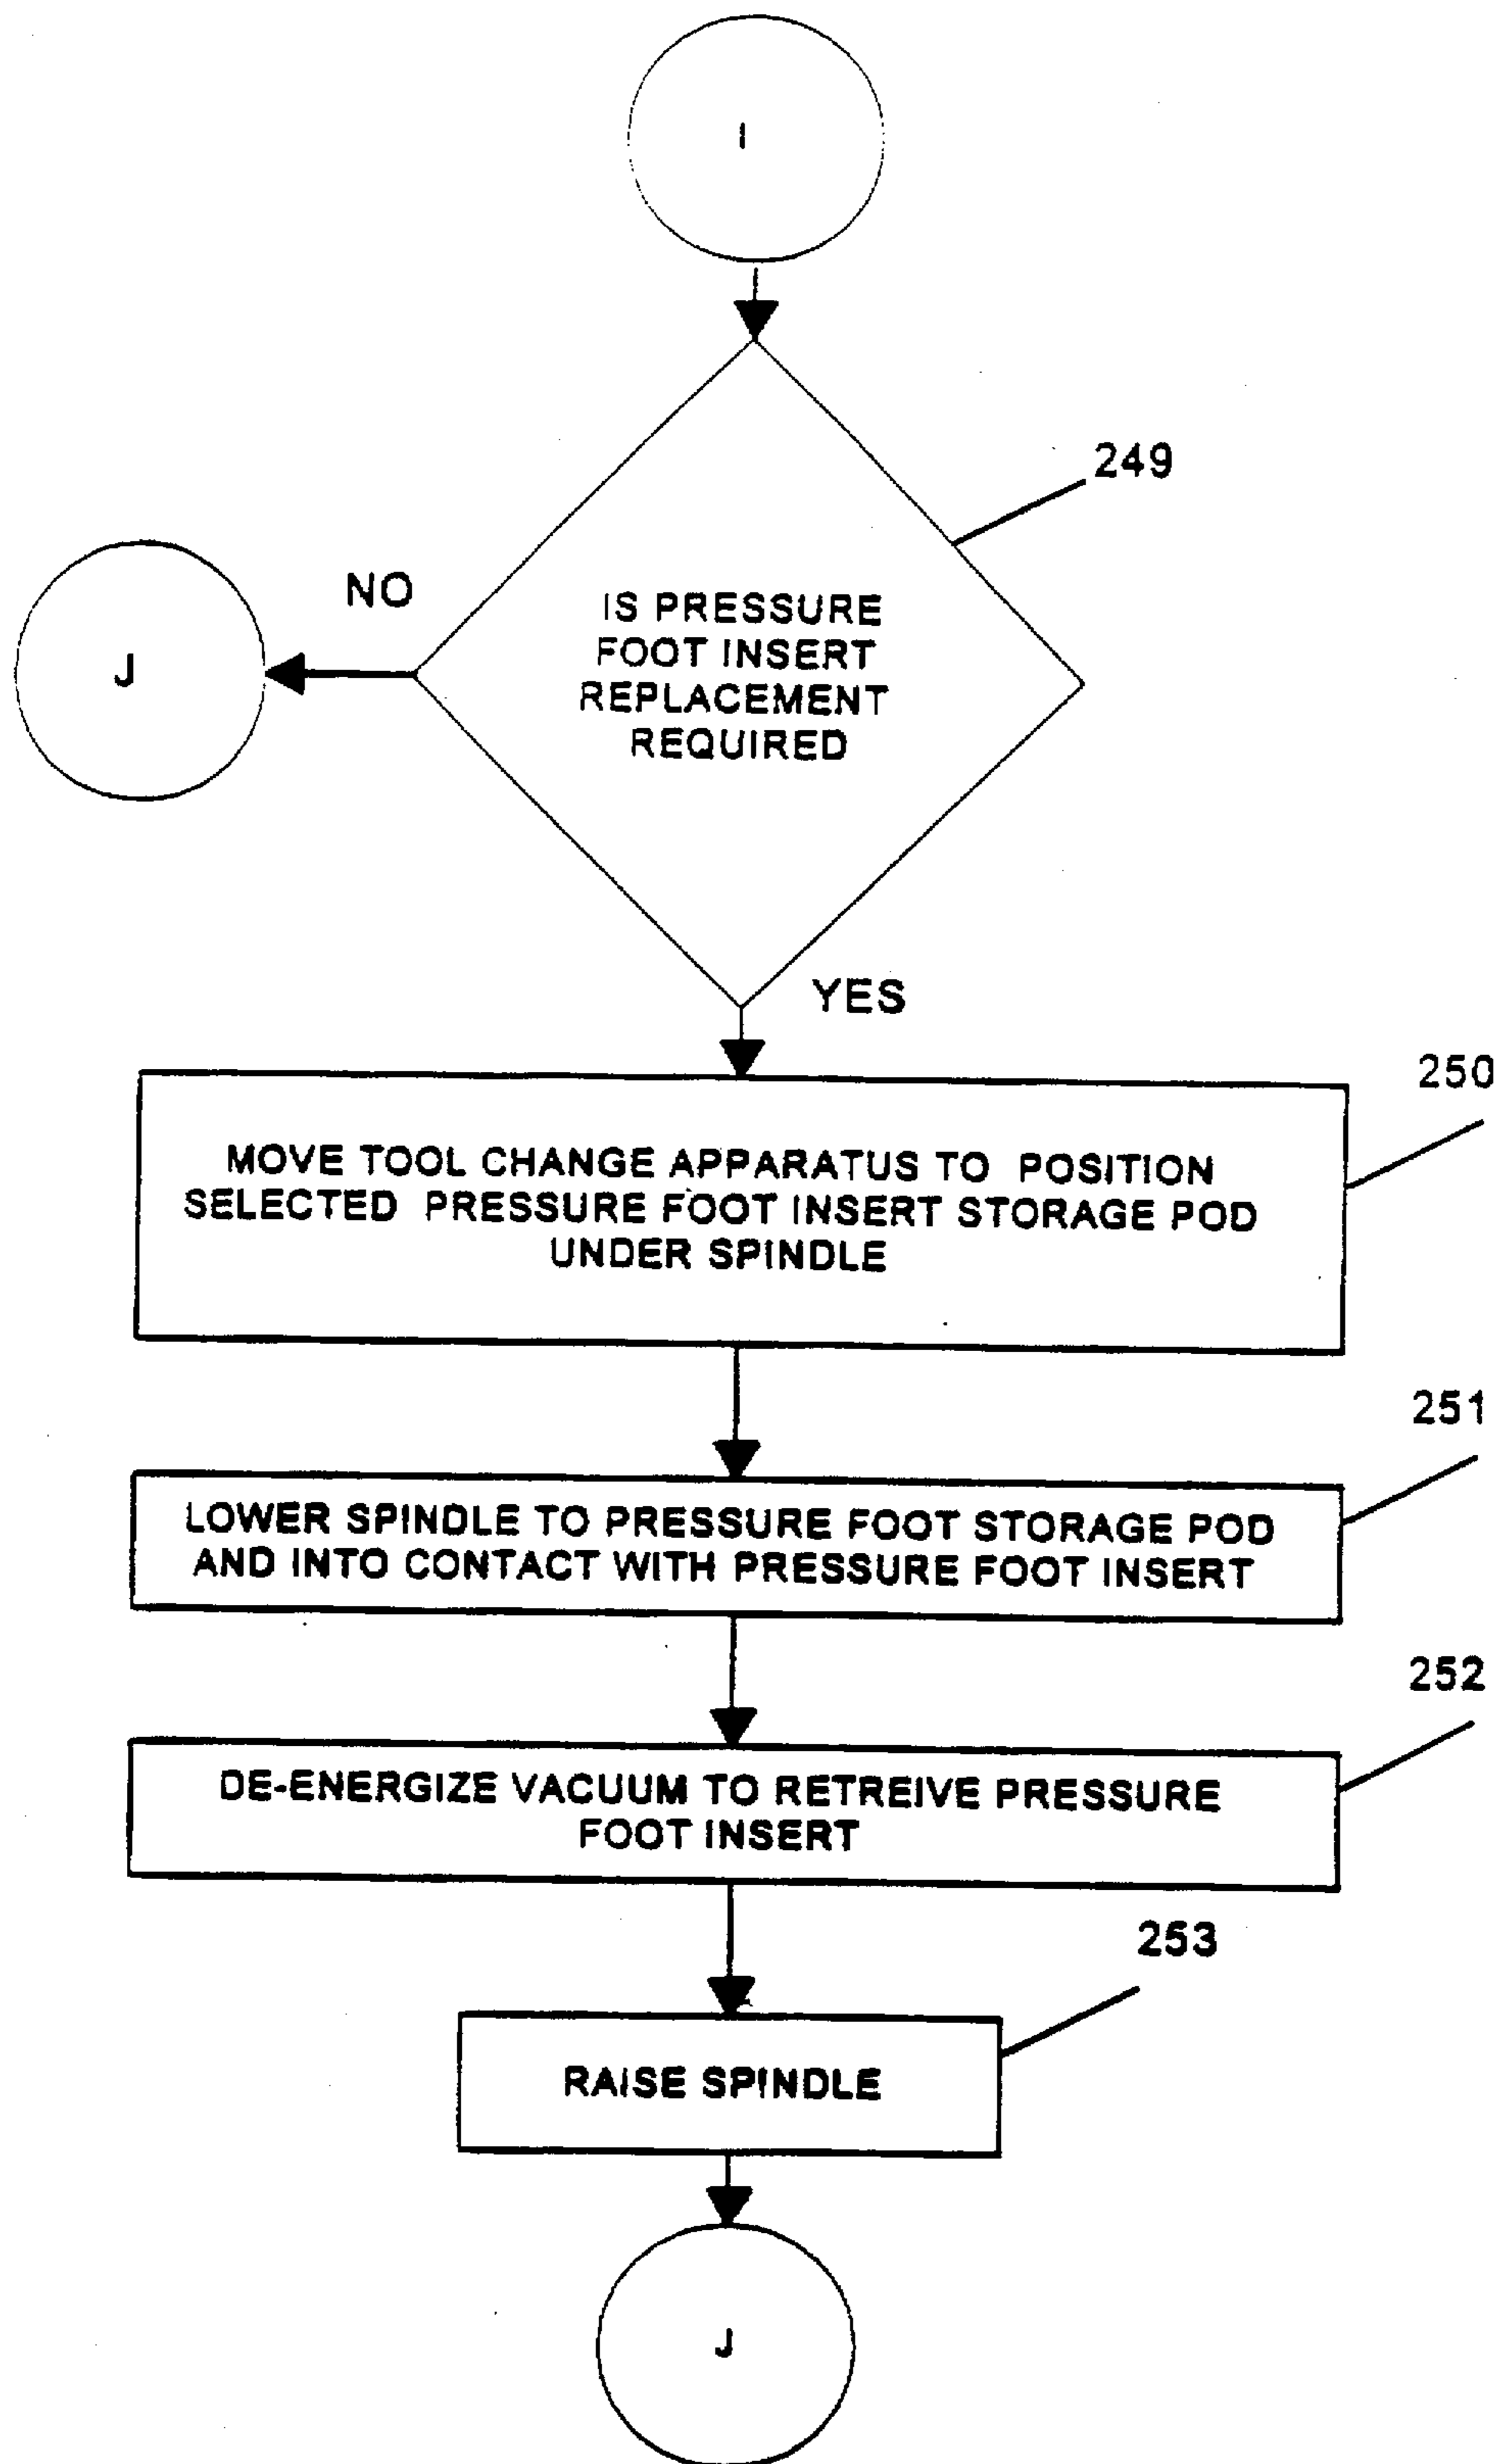 I
249
NO
J
IS PRESSURE
FOOT INSERT
REPLACEMENT
REQUIRED
YES
250
MOVE TOOL CHANGE APPARATUS TO POSITION
SELECTED PRESSURE FOOT INSERT STORAGE POD
UNDER SPINDLE
251
LOWER SPINDLE TO PRESSURE FOOT STORAGE POD
AND INTO CONTACT WITH PRESSURE FOOT INSERT
252
DE-ENERGIZE VACUUM TO RETREIVE PRESSURE
FOOT INSERT
253
RAISE SPINDLE
J